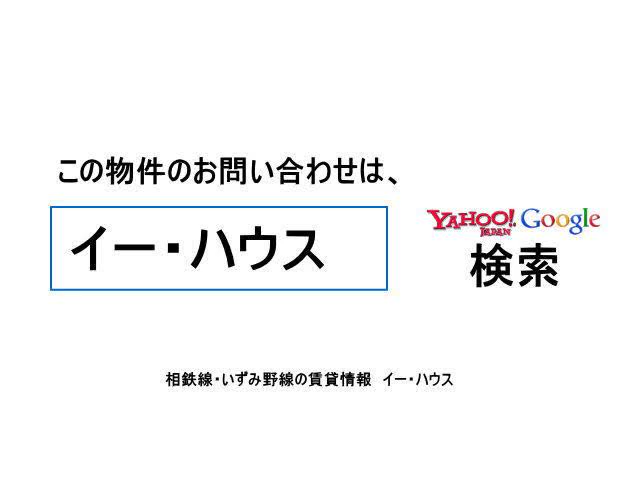 この物件のお問い合わせは、
イー・ハウス
YAHOO! JAPAN Google
検索
相鉄線・いずみ野線の賃貸情報　イー・ハウス